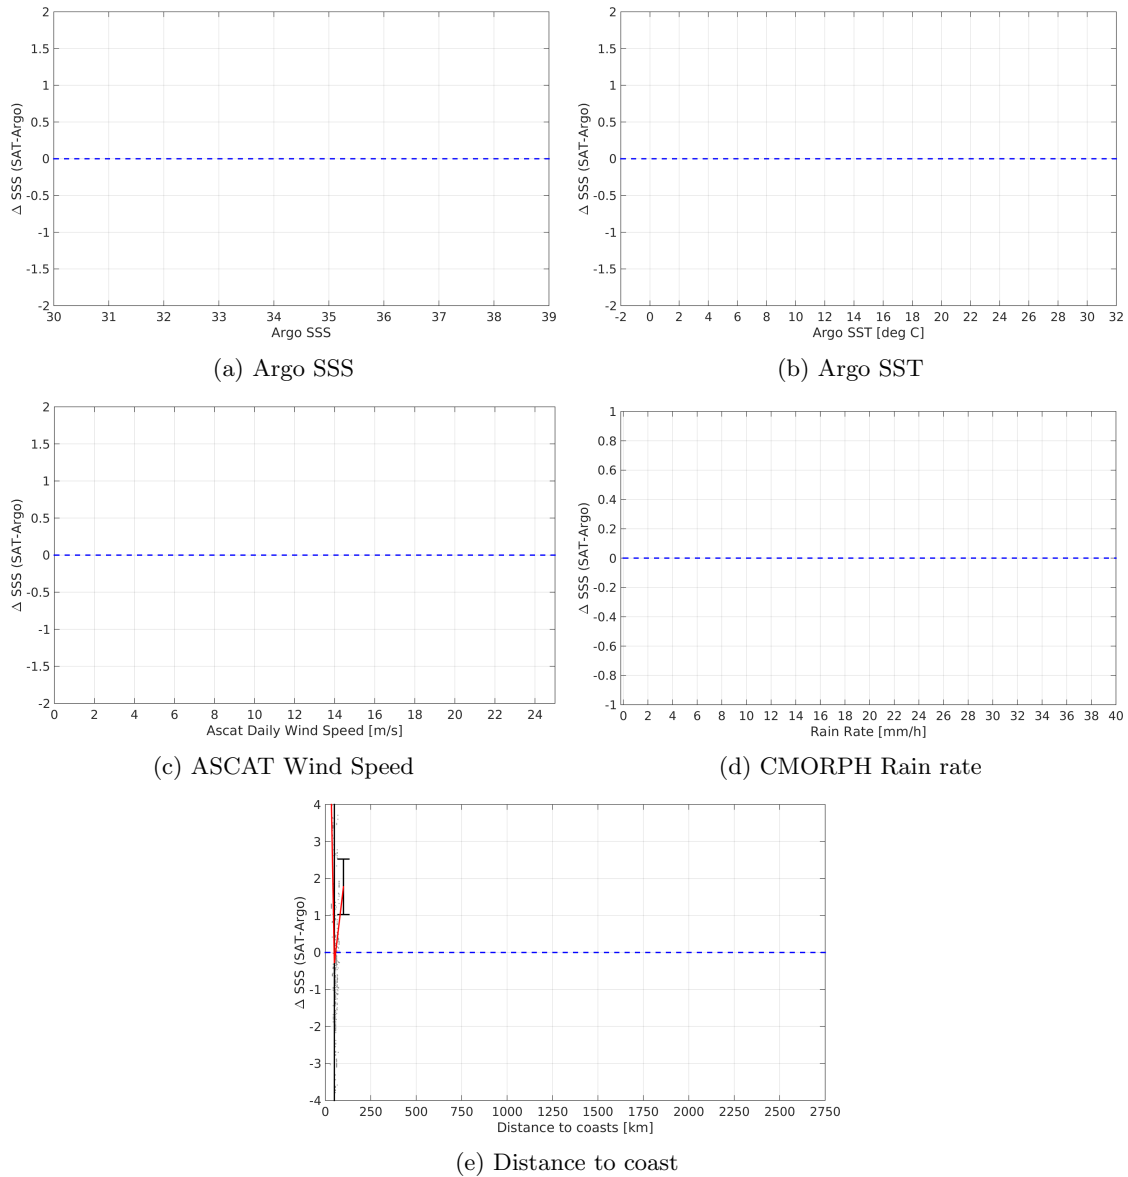 2
1.5
1
0.5
0
-0.5
-1
-1.5
-2
Δ SSS (SAT-Argo)
30 31 32 33 34 35 36 37 38 39
Argo SSS
(a) Argo SSS
2
1.5
1
0.5
0
-0.5
-1
-1.5
-2
Δ SSS (SAT-Argo)
-2 0 2 4 6 8 10 12 14 16 18 20 22 24 26 28 30 32
Argo SST [deg C]
(b) Argo SST
2
1.5
1
0.5
0
-0.5
-1
-1.5
-2
Δ SSS (SAT-Argo)
0 2 4 6 8 10 12 14 16 18 20 22 24
Ascat Daily Wind Speed [m/s]
(c) ASCAT Wind Speed
1
0.8
0.6
0.4
0.2
0
-0.2
-0.4
-0.6
-0.8
-1
Δ SSS (SAT-Argo)
0 2 4 6 8 10 12 14 16 18 20 22 24 26 28 30 32 34 36 38 40
Rain Rate [mm/h]
(d) CMORPH Rain rate
4
3
2
1
0
-1
-2
-3
-4
Δ SSS (SAT-Argo)
0 250 500 750 1000 1250 1500 1750 2000 2250 2500 2750
Distance to coasts [km]
(e) Distance to coast